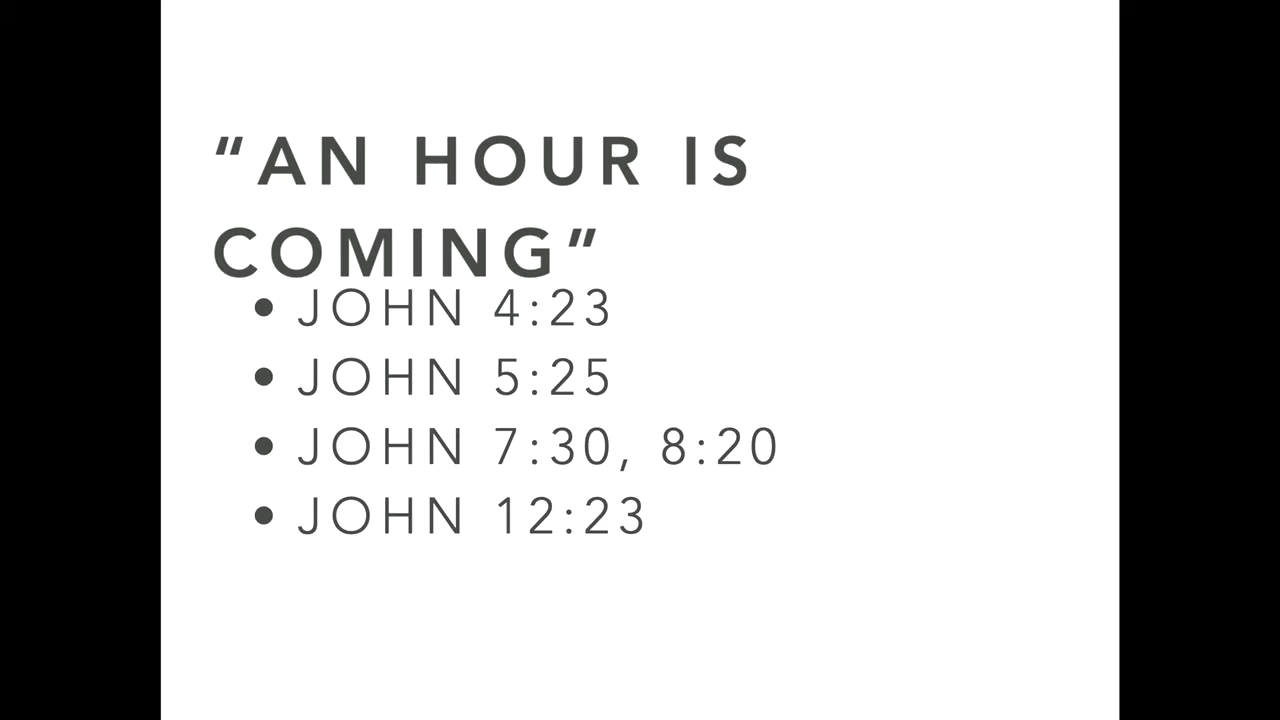 “AN HOUR IS
COMING”
• JOHN 4:23
• JOHN 5:25
• JOHN 7:30, 8:20
• JOHN 12:23